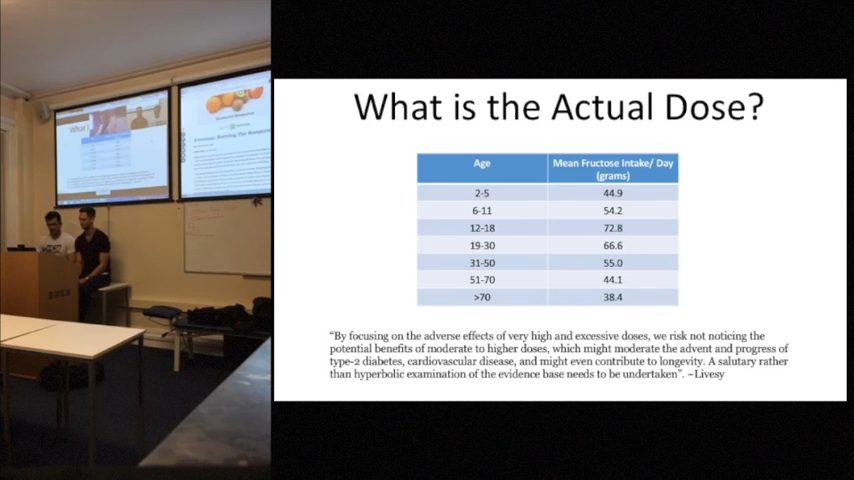 What is the Actual Dose?
Age Mean Fructose Intake/ Day
(grams)
2-5 44.9
6-11 54.2
12-18 72.8
19-30 66.6
31-50 55.0
51-70 44.1
>70 38.4
“By focusing on the adverse effects of very high and excessive doses, we risk not noticing the
potential benefits of moderate to higher doses, which might moderate the advent and progress of
type-2 diabetes, cardiovascular disease, and might even contribute to longevity. A salutary rather
than hyperbolic examination of the evidence base needs to be undertaken”. ~Livesy